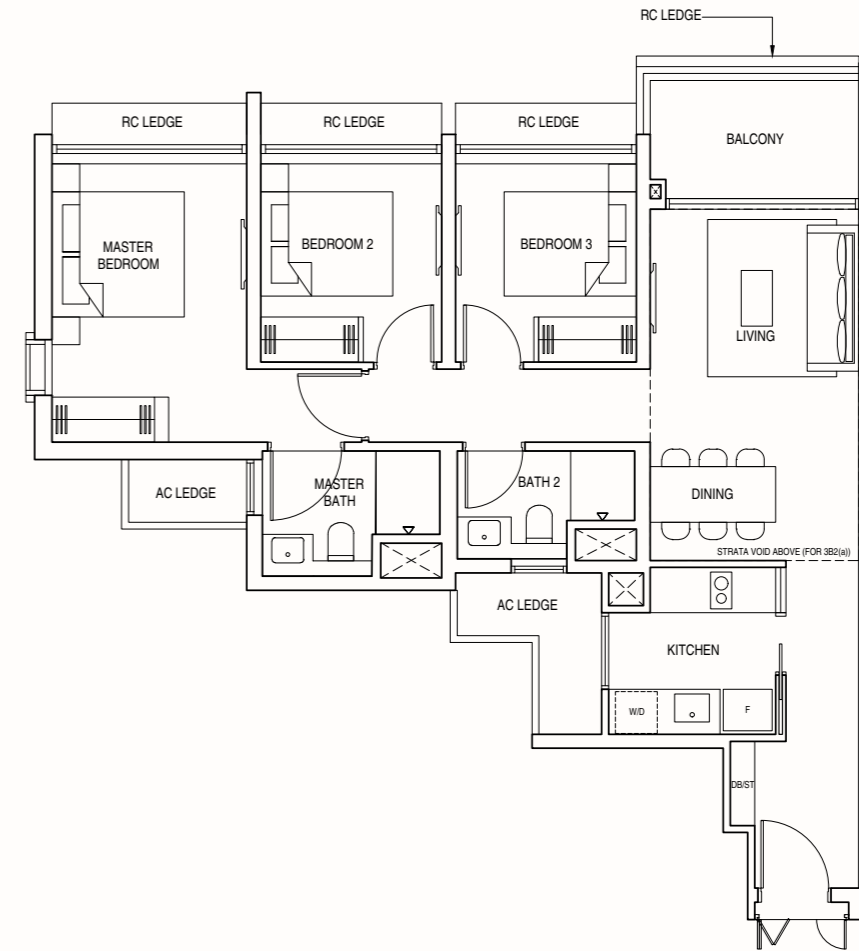 RC LEDGE
RC LEDGE
RC LEDGE
RC LEDGE
BALCONY
MASTER
BEDROOM
BEDROOM 2
BEDROOM 3
LIVING
AC LEDGE
MASTER
BATH
BATH 2
DINING
STRATA VOID ABOVE (FOR 3B2(a))
AC LEDGE
KITCHEN
W/D
F
DB/ST